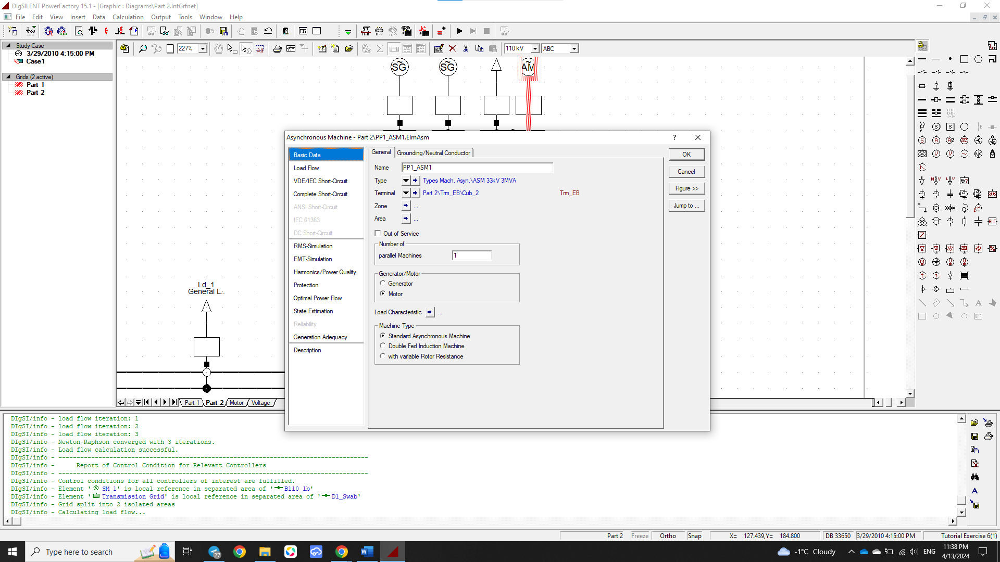 DIgSILENT PowerFactory 15.1 - [Graphic : Diagrams\Part 2.IntGrfnet]
File Edit View Insert Data Calculation Output Tools Window Help
Study Case
3/29/2010 4:15:00 PM
Case1
Grids (2 active)
Part 1
Part 2
227%
110 kV
ABC
SG
SG
AM
Asynchronous Machine - Part 2\PP1_ASM1.ElmAsm
?
Basic Data
Load Flow
VDE/IEC Short-Circuit
Complete Short-Circuit
ANSI Short-Circuit
IEC 61363
DC Short-Circuit
RMS-Simulation
EMT-Simulation
Harmonics/Power Quality
Protection
Optimal Power Flow
State Estimation
Reliability
Generation Adequacy
Description
General
Grounding/Neutral Conductor
Name PP1_ASM1
Type Types Mach. Asyn.\ASM 33kV 3MVA
Terminal Part 2\Trm_EB\Cub_2 Trm_EB
Zone ...
Area ...
Out of Service
Number of
parallel Machines 1
Generator/Motor
Generator
Motor
Load Characteristic ...
Machine Type
Standard Asynchronous Machine
Double Fed Induction Machine
with variable Rotor Resistance
OK
Cancel
Figure >>
Jump to ...
Ld_1
General L..
Part 1 Part 2 Motor Voltage
DIgSI/info - load flow iteration: 1
DIgSI/info - load flow iteration: 2
DIgSI/info - load flow iteration: 3
DIgSI/info - Newton-Raphson converged with 3 iterations.
DIgSI/info - Load flow calculation successful.
DIgSI/info - --------------------------------------------------------------------------------
DIgSI/info - Report of Control Condition for Relevant Controllers
DIgSI/info - --------------------------------------------------------------------------------
DIgSI/info - Control conditions for all controllers of interest are fulfilled.
DIgSI/info - Element ' SM_1' is local reference in separated area of ' B110_1b'
DIgSI/info - Element ' Transmission Grid' is local reference in separated area of ' D1_Swab'
DIgSI/info - Grid split into 2 isolated areas
DIgSI/info - Calculating load flow...
Part 2 Freeze Ortho Snap X= 127.439,Y= 184.800 DB 33650 3/29/2010 4:15:00 PM Tutorial Exercise 6(1)
Type here to search
27
-1°C Cloudy
ENG
11:38 PM
4/13/2024